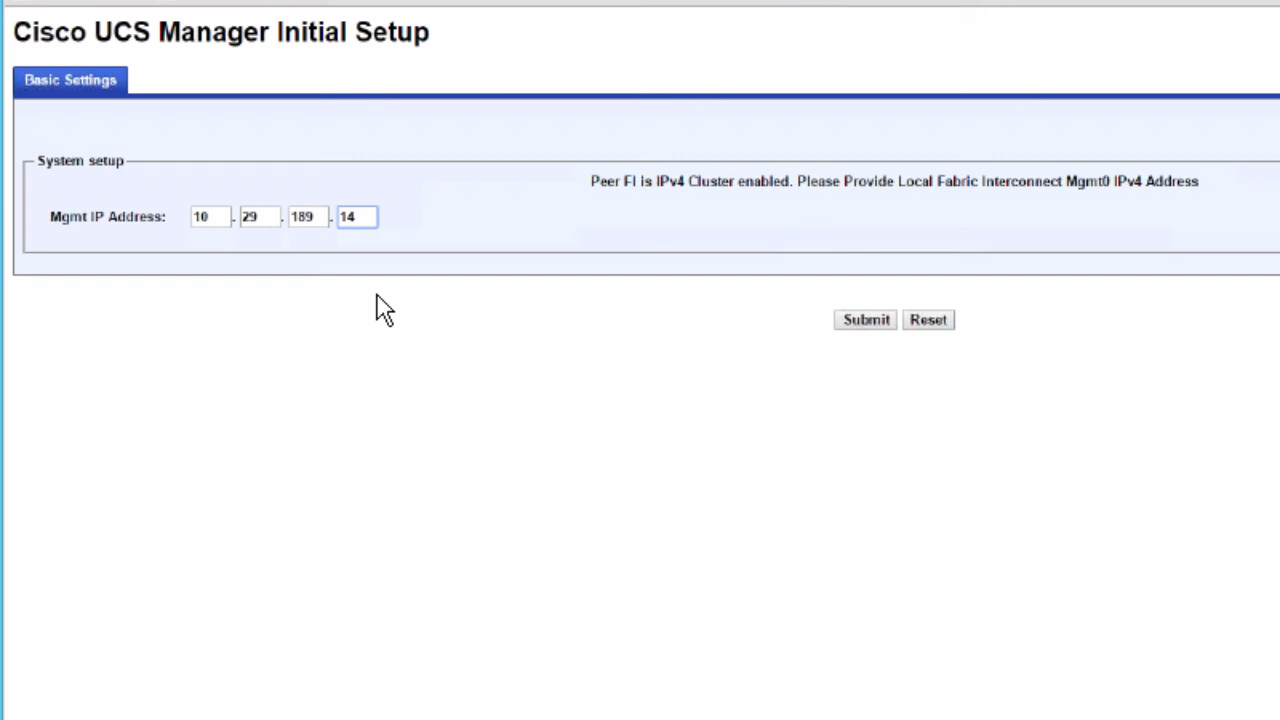 Cisco UCS Manager Initial Setup
Basic Settings
System setup
Peer FI is IPv4 Cluster enabled. Please Provide Local Fabric Interconnect Mgmt0 IPv4 Address
Mgmt IP Address: 10 . 29 . 189 . 14
Submit Reset